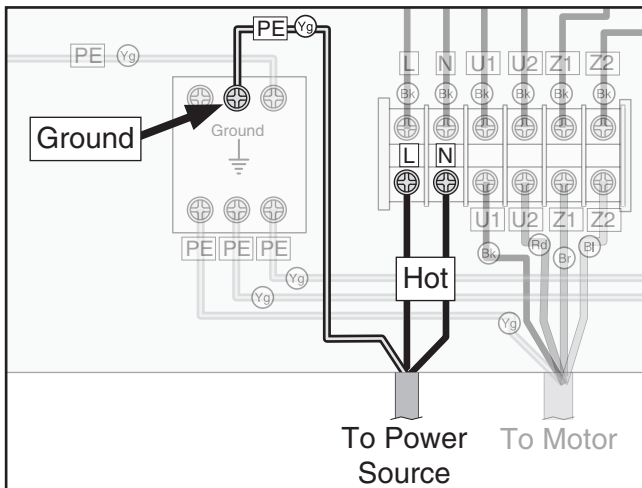 PE Yg
L N U1 U2 Z1 Z2
PE Yg
Bk Bk Bk Bk Bk Bk
Ground
Ground
L N
U1 U2 Z1 Z2
PE PE PE
Bk Rd Br Bl
Hot
Yg
Yg
Yg
To Power
Source
To Motor